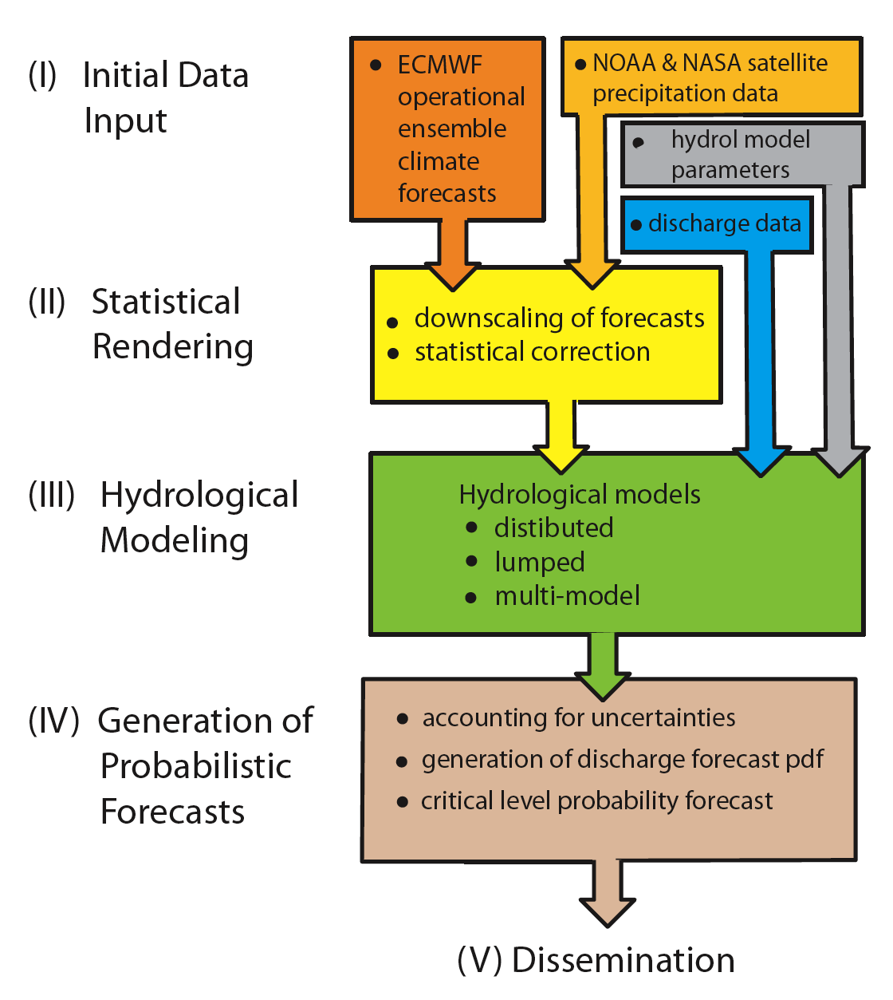 (I) Initial Data
Input
• ECMWF
operational
ensemble
climate
forecasts
• NOAA & NASA satellite
precipitation data
• hydrol model
parameters
• discharge data
(II) Statistical
Rendering
• downscaling of forecasts
• statistical correction
(III) Hydrological
Modeling
Hydrological models
• distibuted
• lumped
• multi-model
(IV) Generation of
Probabilistic
Forecasts
• accounting for uncertainties
• generation of discharge forecast pdf
• critical level probability forecast
(V) Dissemination